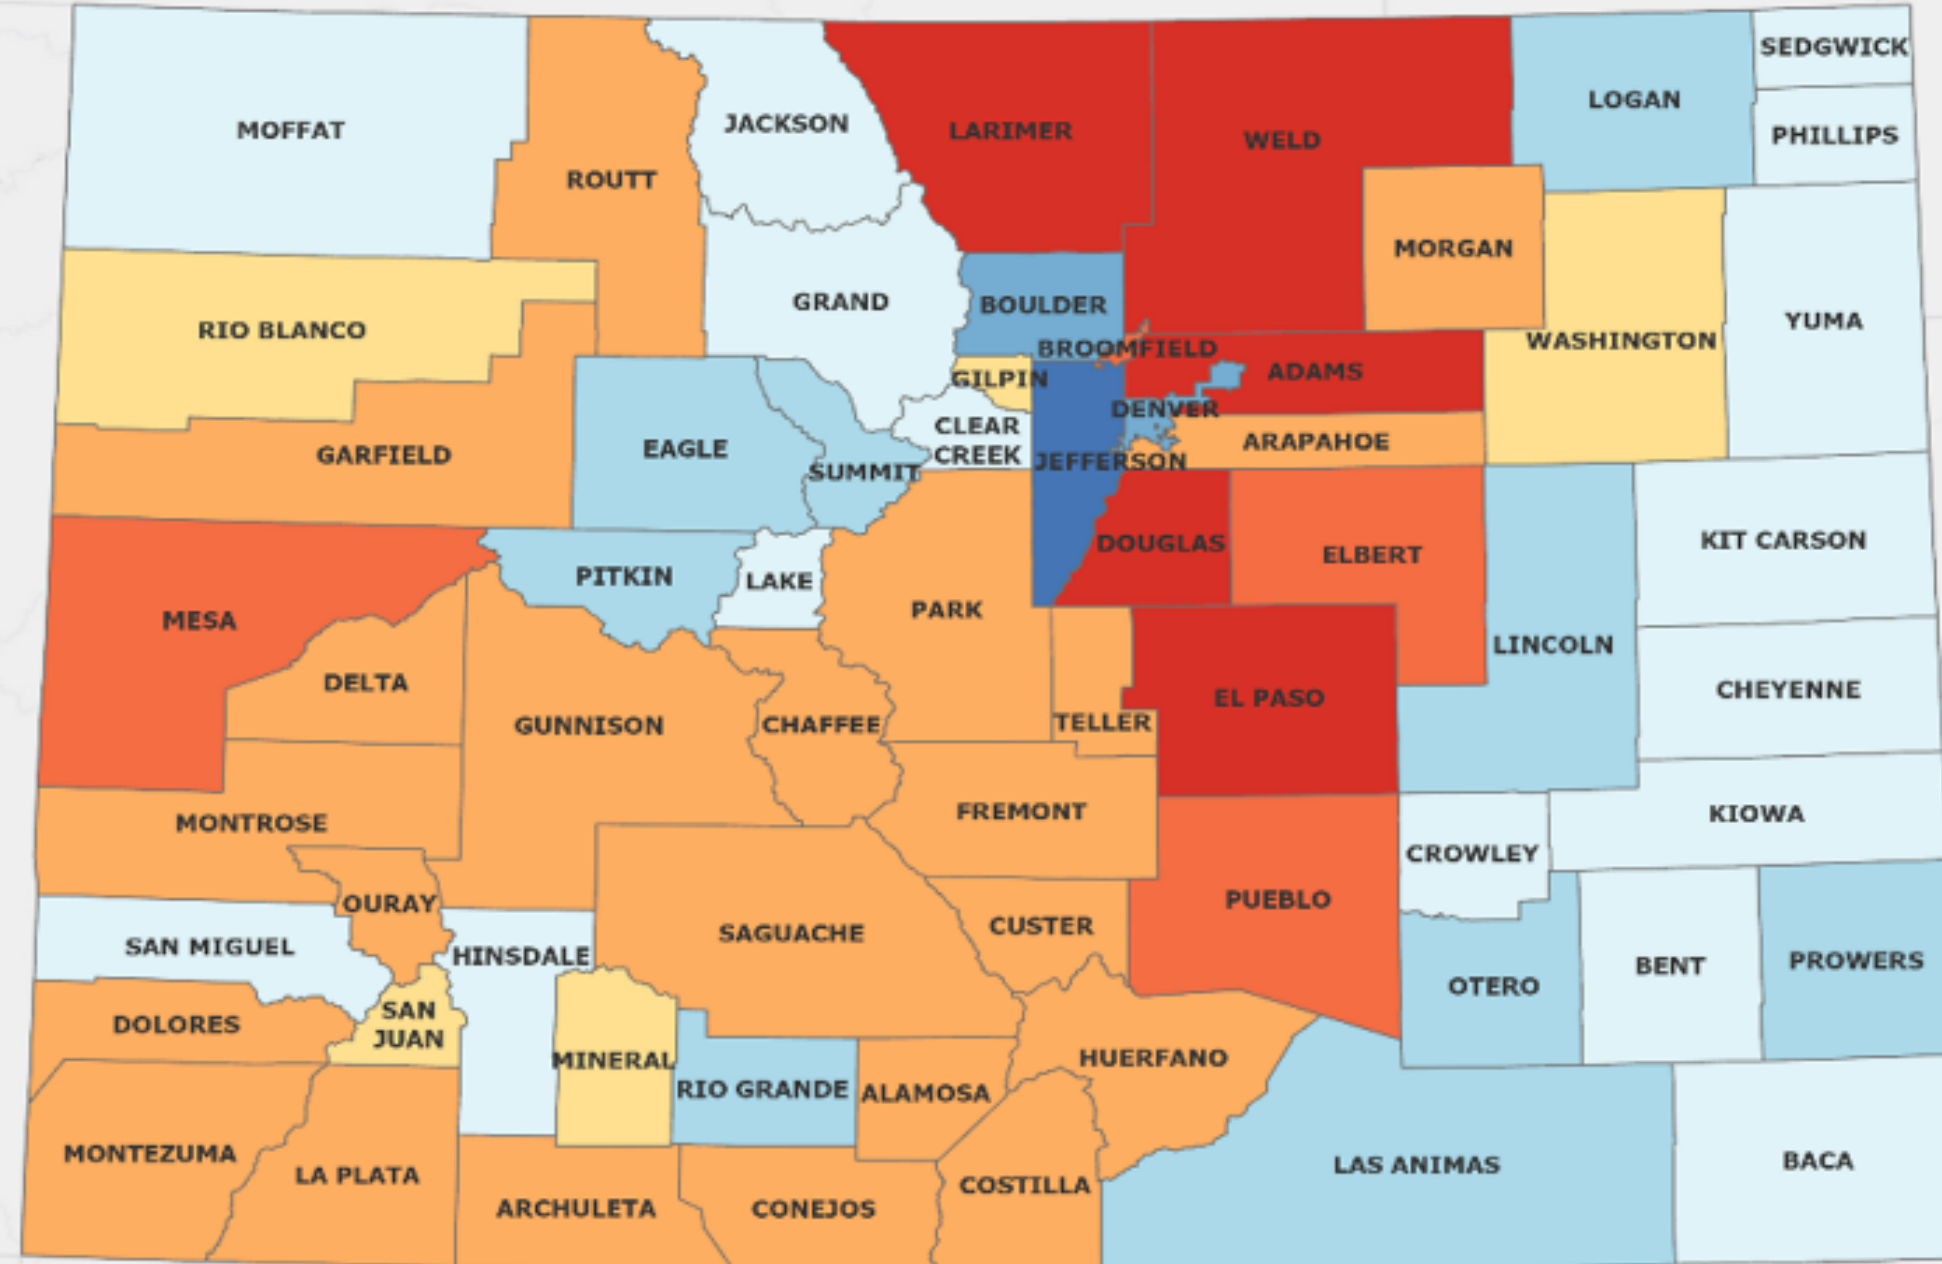 SEDGWICK
LOGAN
MOFFAT
JACKSON
LARIMER
WELD
PHILLIPS
ROUTT
MORGAN
GRAND
BOULDER
YUMA
RIO BLANCO
WASHINGTON
BROOMFIELD
GILPIN
ADAMS
DENVER
CLEAR
CREEK
ARAPAHOE
GARFIELD
EAGLE
SUMMIT
JEFFERSON
DOUGLAS
ELBERT
KIT CARSON
PITKIN
LAKE
MESA
PARK
LINCOLN
DELTA
GUNNISON
CHAFFEE
TELLER
EL PASO
CHEYENNE
MONTROSE
FREMONT
KIOWA
CROWLEY
OURAY
PUEBLO
SAN MIGUEL
HINSDALE
SAGUACHE
CUSTER
OTERO
BENT
PROWERS
DOLORES
SAN
JUAN
MINERAL
RIO GRANDE
ALAMOSA
HUERFANO
MONTEZUMA
LA PLATA
ARCHULETA
CONEJOS
COSTILLA
LAS ANIMAS
BACA